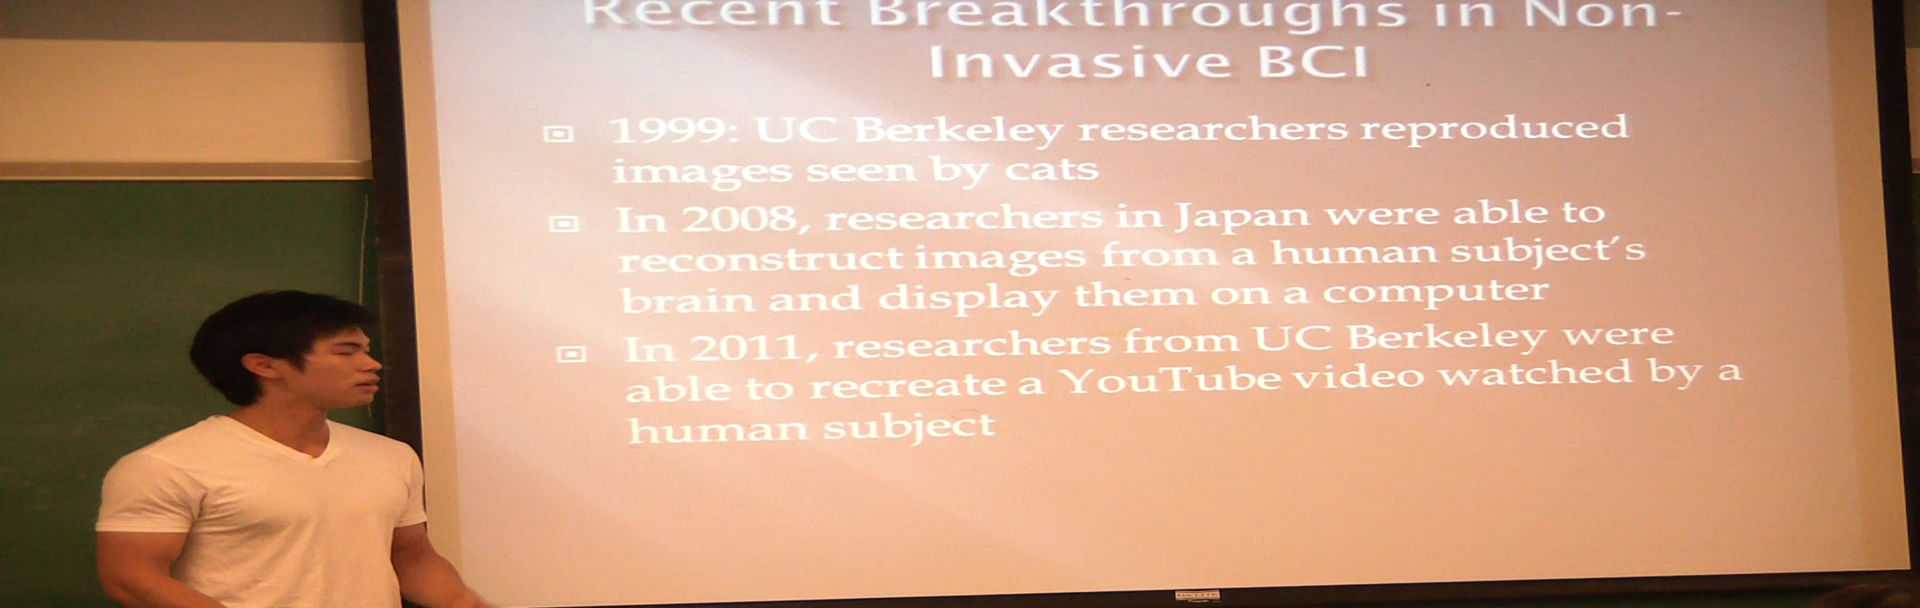 Recent Breakthroughs in Non-
Invasive BCI
1999: UC Berkeley researchers reproduced
images seen by cats
In 2008, researchers in Japan were able to
reconstruct images from a human subject's
brain and display them on a computer
In 2011, researchers from UC Berkeley were
able to recreate a YouTube video watched by a
human subject